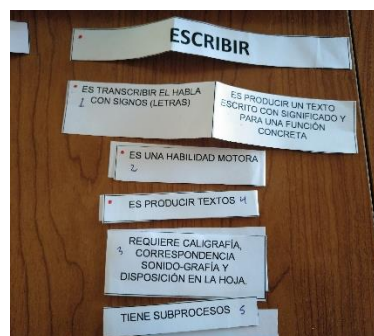 ESCRIBIR
ES TRANSCRIBIR EL HABLA
1 CON SIGNOS (LETRAS)
ES PRODUCIR UN TEXTO
ESCRITO CON SIGNIFICADO Y
PARA UNA FUNCIÓN
CONCRETA
ES UNA HABILIDAD MOTORA
2
ES PRODUCIR TEXTOS 4
3 REQUIERE CALIGRAFÍA,
CORRESPONDENCIA
SONIDO-GRAFÍA Y
DISPOSICIÓN EN LA HOJA.
TIENE SUBPROCESOS 5